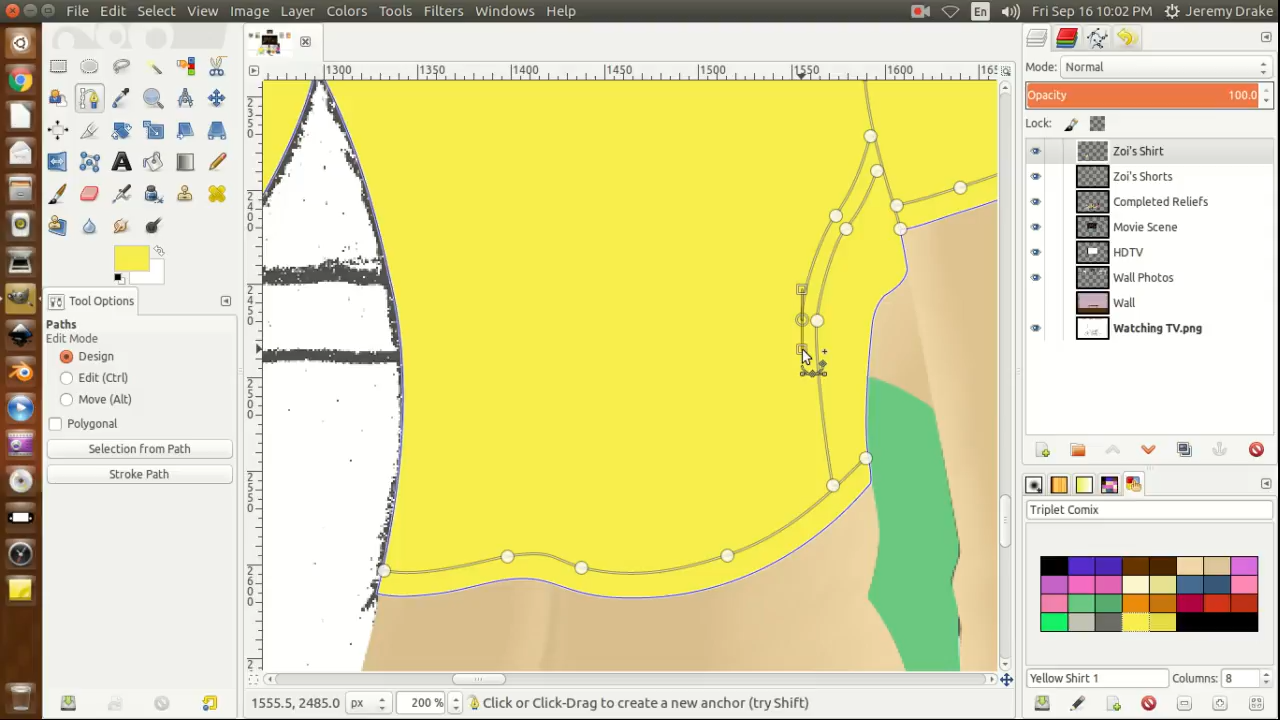 File Edit Select View Image Layer Colors Tools Filters Windows Help En Fri Sep 16 10:02 PM Jeremy Drake
1300 1350 1400 1450 1500 1550 1600
Mode: Normal
Opacity 100.0
Lock:
Zoi's Shirt
Zoi's Shorts
Completed Reliefs
Movie Scene
HDTV
Wall Photos
Wall
Watching TV.png
Tool Options
Paths
Edit Mode
Design
Edit (Ctrl)
Move (Alt)
Polygonal
Selection from Path
Stroke Path
Triplet Comix
Yellow Shirt 1 Columns: 8
1555.5, 2485.0 px 200 % Click or Click-Drag to create a new anchor (try Shift)